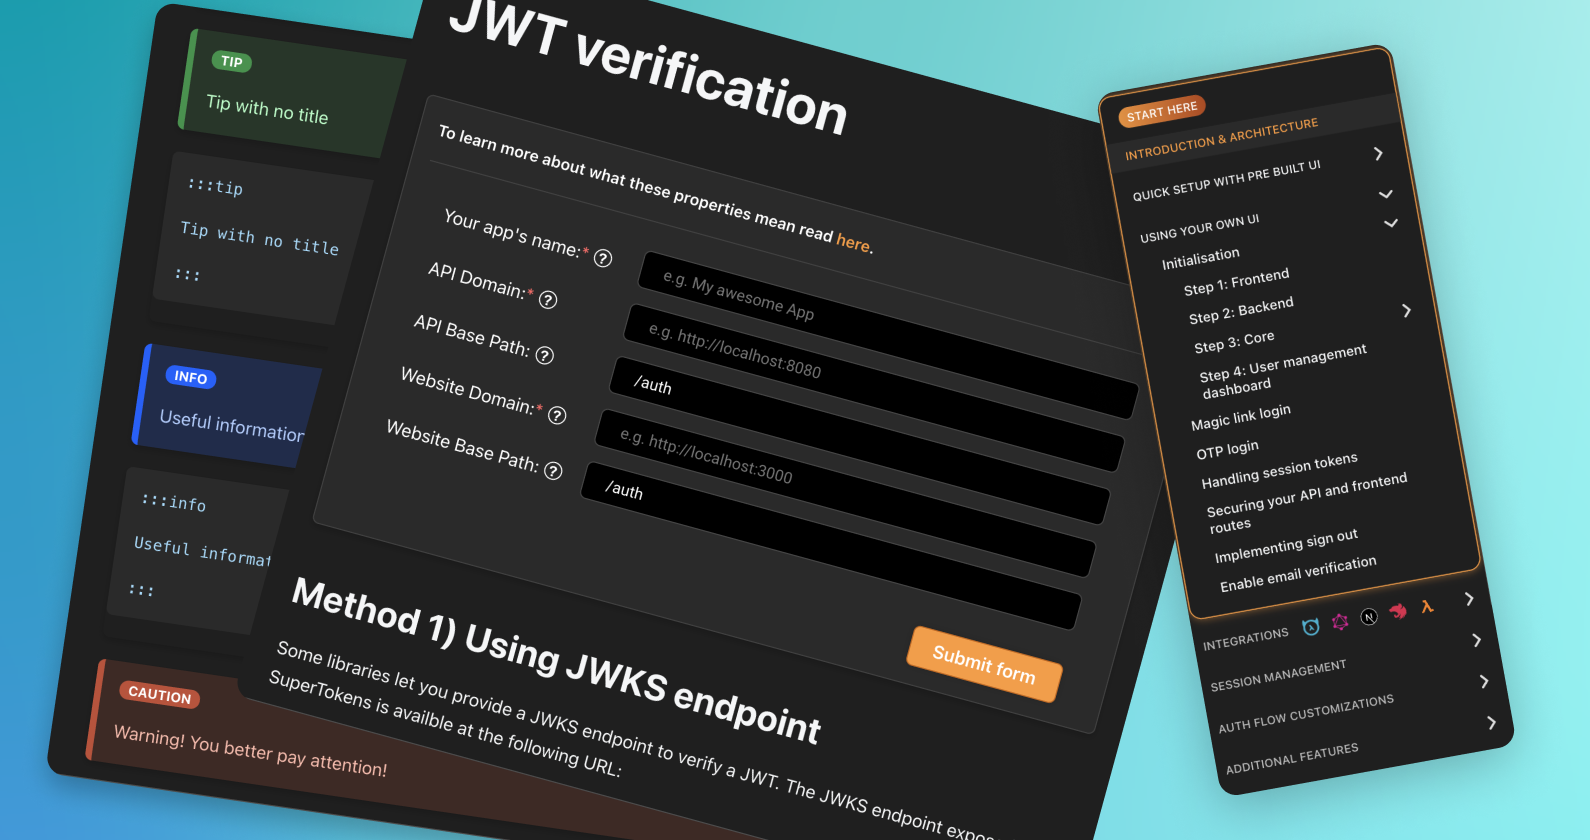 TIP
Tip with no title
:::tip
Tip with no title
:::
INFO
Useful information
:::info
Useful informat
:::
CAUTION
Warning! You better pay attention!
JWT verification
To learn more about what these properties mean read here.
Your app's name:* ?
e.g. My awesome App
API Domain:* ?
e.g. http://localhost:8080
API Base Path: ?
/auth
Website Domain:* ?
e.g. http://localhost:3000
Website Base Path: ?
/auth
Submit form
Method 1) Using JWKS endpoint
Some libraries let you provide a JWKS endpoint to verify a JWT. The JWKS endpoint expos
SuperTokens is availble at the following URL:
START HERE
INTRODUCTION & ARCHITECTURE
QUICK SETUP WITH PRE BUILT UI
USING YOUR OWN UI
Initialisation
Step 1: Frontend
Step 2: Backend
Step 3: Core
Step 4: User management
dashboard
Magic link login
OTP login
Handling session tokens
Securing your API and frontend
routes
Implementing sign out
Enable email verification
INTEGRATIONS
SESSION MANAGEMENT
AUTH FLOW CUSTOMIZATIONS
ADDITIONAL FEATURES